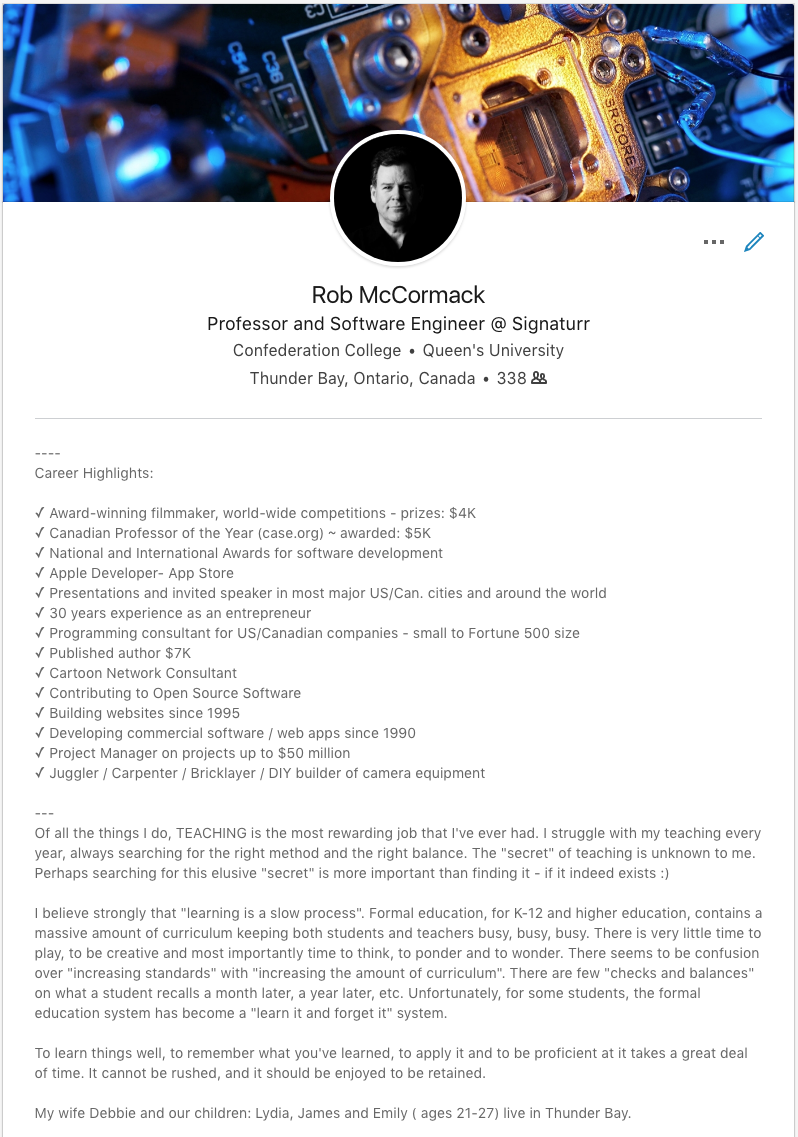 C3
C54
C36
SR.CORE
Rob McCormack
Professor and Software Engineer @ Signaturr
Confederation College • Queen's University
Thunder Bay, Ontario, Canada • 338
----
Career Highlights:
✓ Award-winning filmmaker, world-wide competitions - prizes: $4K
✓ Canadian Professor of the Year (case.org) ~ awarded: $5K
✓ National and International Awards for software development
✓ Apple Developer- App Store
✓ Presentations and invited speaker in most major US/Can. cities and around the world
✓ 30 years experience as an entrepreneur
✓ Programming consultant for US/Canadian companies - small to Fortune 500 size
✓ Published author $7K
✓ Cartoon Network Consultant
✓ Contributing to Open Source Software
✓ Building websites since 1995
✓ Developing commercial software / web apps since 1990
✓ Project Manager on projects up to $50 million
✓ Juggler / Carpenter / Bricklayer / DIY builder of camera equipment
---
Of all the things I do, TEACHING is the most rewarding job that I've ever had. I struggle with my teaching every
year, always searching for the right method and the right balance. The "secret" of teaching is unknown to me.
Perhaps searching for this elusive "secret" is more important than finding it - if it indeed exists :)
I believe strongly that "learning is a slow process". Formal education, for K-12 and higher education, contains a
massive amount of curriculum keeping both students and teachers busy, busy, busy. There is very little time to
play, to be creative and most importantly time to think, to ponder and to wonder. There seems to be confusion
over "increasing standards" with "increasing the amount of curriculum". There are few "checks and balances"
on what a student recalls a month later, a year later, etc. Unfortunately, for some students, the formal
education system has become a "learn it and forget it" system.
To learn things well, to remember what you've learned, to apply it and to be proficient at it takes a great deal
of time. It cannot be rushed, and it should be enjoyed to be retained.
My wife Debbie and our children: Lydia, James and Emily ( ages 21-27) live in Thunder Bay.